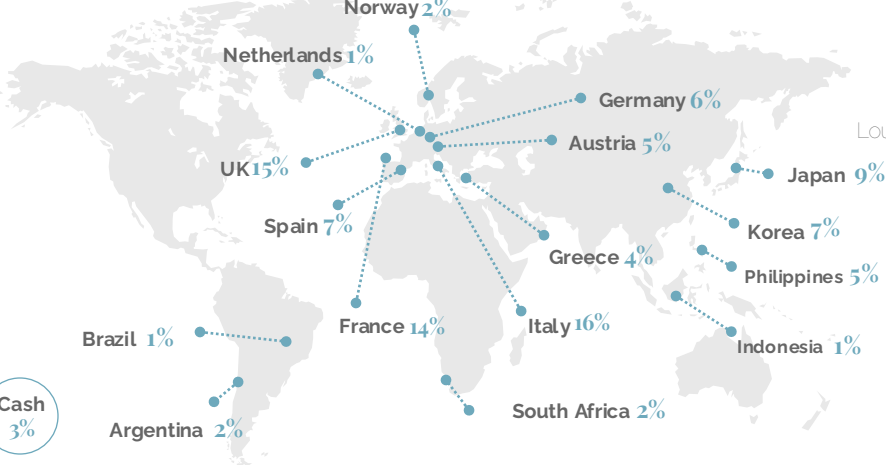 Norway 2%
Netherlands 1%
Germany 6%
Lou
Austria 5%
UK 15%
Japan 9%
Spain 7%
Korea 7%
Greece 4%
Philippines 5%
France 14%
Italy 16%
Brazil 1%
Indonesia 1%
Cash
3%
South Africa 2%
Argentina 2%